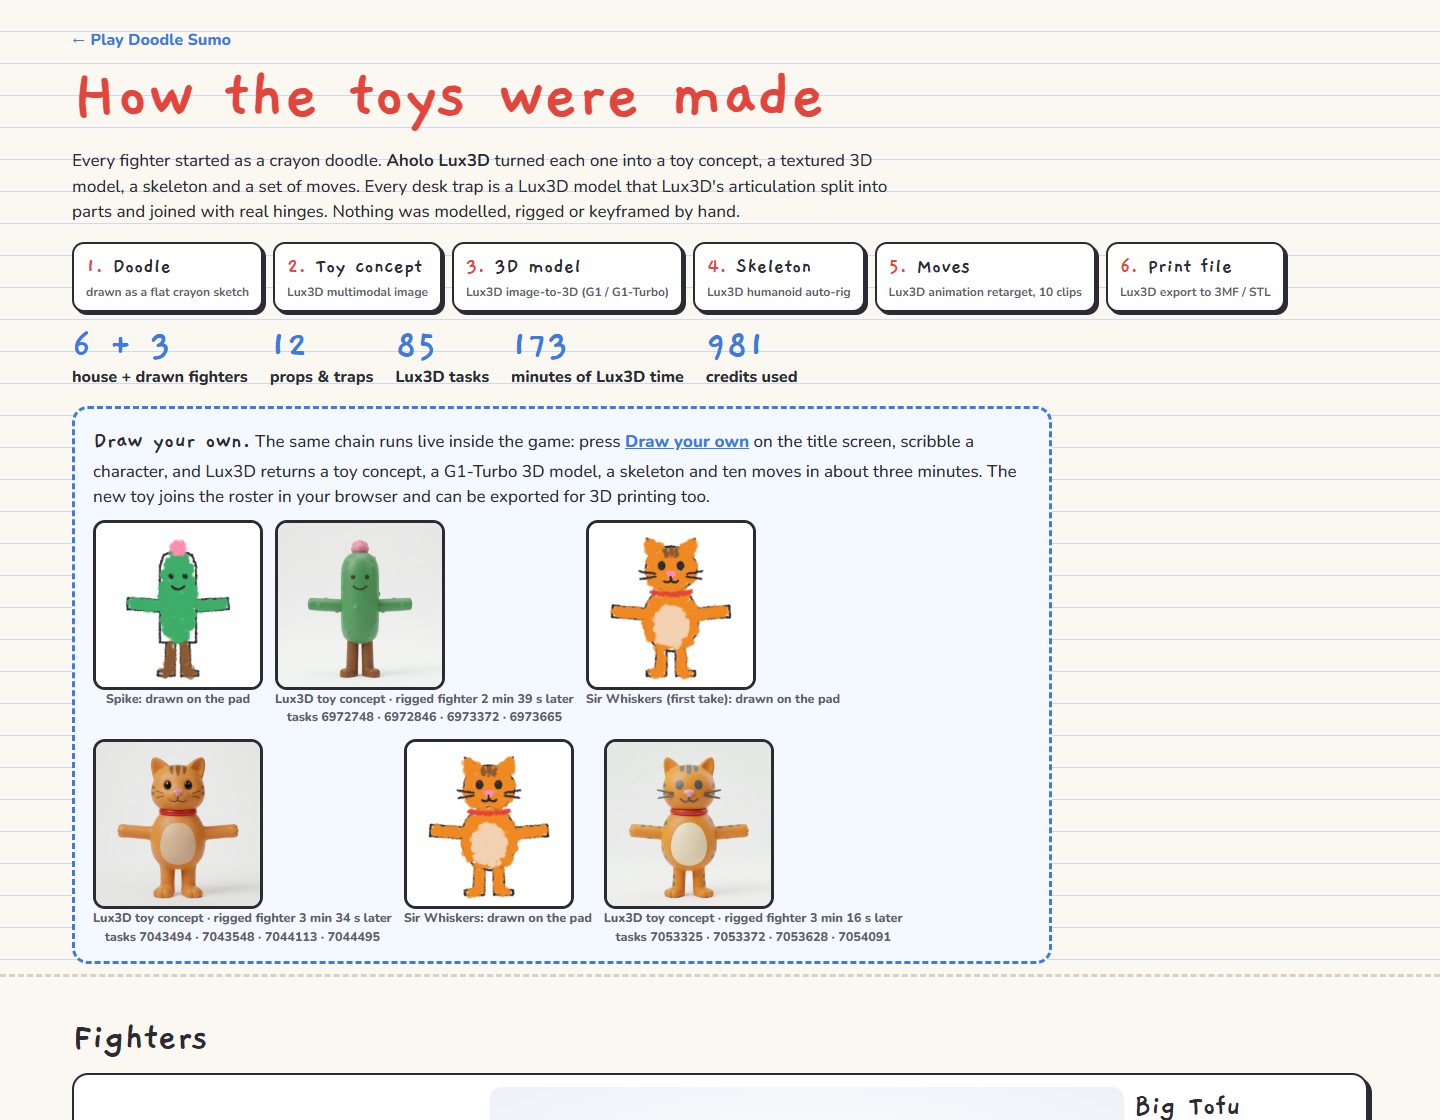 ← Play Doodle Sumo
How the toys were made
Every fighter started as a crayon doodle. Aholo Lux3D turned each one into a toy concept, a textured 3D
model, a skeleton and a set of moves. Every desk trap is a Lux3D model that Lux3D's articulation split into
parts and joined with real hinges. Nothing was modelled, rigged or keyframed by hand.
1. Doodle
drawn as a flat crayon sketch
2. Toy concept
Lux3D multimodal image
3. 3D model
Lux3D image-to-3D (G1 / G1-Turbo)
4. Skeleton
Lux3D humanoid auto-rig
5. Moves
Lux3D animation retarget, 10 clips
6. Print file
Lux3D export to 3MF / STL
6 + 3
house + drawn fighters
12
props & traps
85
Lux3D tasks
173
minutes of Lux3D time
981
credits used
Draw your own. The same chain runs live inside the game: press Draw your own on the title screen, scribble a
character, and Lux3D returns a toy concept, a G1-Turbo 3D model, a skeleton and ten moves in about three minutes. The
new toy joins the roster in your browser and can be exported for 3D printing too.
Spike: drawn on the pad
Lux3D toy concept · rigged fighter 2 min 39 s later
tasks 6972748 · 6972846 · 6973372 · 6973665
Sir Whiskers (first take): drawn on the pad
Lux3D toy concept · rigged fighter 3 min 34 s later
tasks 7043494 · 7043548 · 7044113 · 7044495
Sir Whiskers: drawn on the pad
Lux3D toy concept · rigged fighter 3 min 16 s later
tasks 7053325 · 7053372 · 7053628 · 7054091
Fighters
Big Tofu